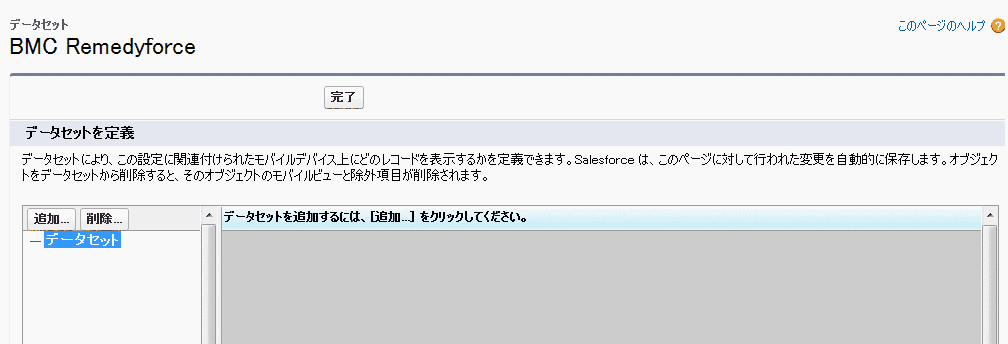 データセット
このページのヘルプ ?
BMC Remedyforce
完了
データセットを定義
データセットにより、この設定に関連付けられたモバイルデバイス上にどのレコードを表示するかを定義できます。Salesforce は、このページに対して行われた変更を自動的に保存します。オブジェク
トをデータセットから削除すると、そのオブジェクトのモバイルビューと除外項目が削除されます。
追加... 削除...
データセットを追加するには、[追加...] をクリックしてください。
データセット